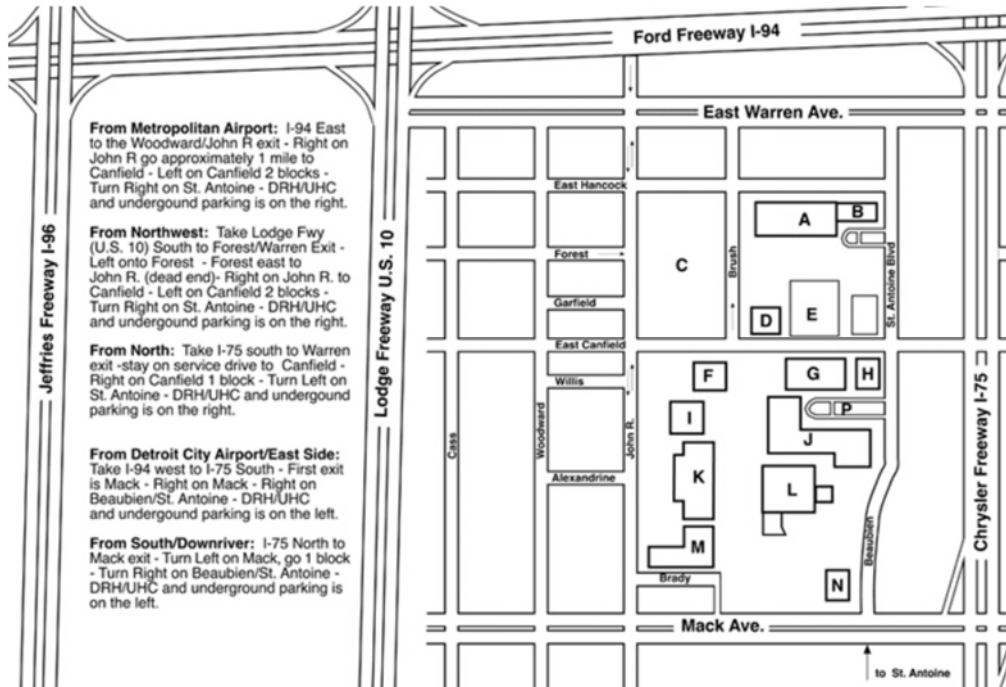 Ford Freeway I-94
East Warren Ave.
From Metropolitan Airport: I-94 East
to the Woodward/John R exit - Right on
John R go approximately 1 mile to
Canfield - Left on Canfield 2 blocks -
Turn Right on St. Antoine - DRH/UHC
and undergound parking is on the right.
From Northwest: Take Lodge Fwy
(U.S. 10) South to Forest/Warren Exit -
Left onto Forest - Forest east to
John R. (dead end)- Right on John R. to
Canfield - Left on Canfield 2 blocks -
Turn Right on St. Antoine - DRH/UHC
and undergound parking is on the right.
From North: Take I-75 south to Warren
exit -stay on service drive to Canfield -
Right on Canfield 1 block - Turn Left on
St. Antoine - DRH/UHC and undergound
parking is on the right.
From Detroit City Airport/East Side:
Take I-94 west to I-75 South - First exit
is Mack - Right on Mack - Right on
Beaubien/St. Antoine - DRH/UHC
and undergound parking is on the left.
From South/Downriver: I-75 North to
Mack exit - Turn Left on Mack, go 1 block
- Turn Right on Beaubien/St. Antoine -
DRH/UHC and underground parking is
on the left.
Jeffries Freeway I-96
Lodge Freeway U.S. 10
Cass
Woodward
John R.
East Hancock
Forest
Garfield
East Canfield
Willis
Alexandrine
Brady
Brush
St. Antoine Blvd
Beaubien
Chrysler Freeway I-75
A
B
C
D
E
F
G
H
I
P
J
K
L
M
N
Mack Ave.
to St. Antoine